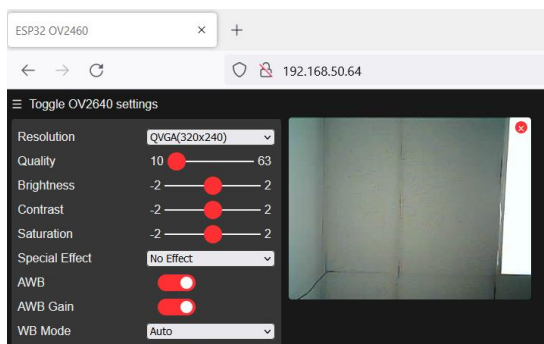 ESP32 OV2460 × +
192.168.50.64
☰ Toggle OV2640 settings
Resolution QVGA(320x240)
Quality 10 63
Brightness -2 2
Contrast -2 2
Saturation -2 2
Special Effect No Effect
AWB
AWB Gain
WB Mode Auto